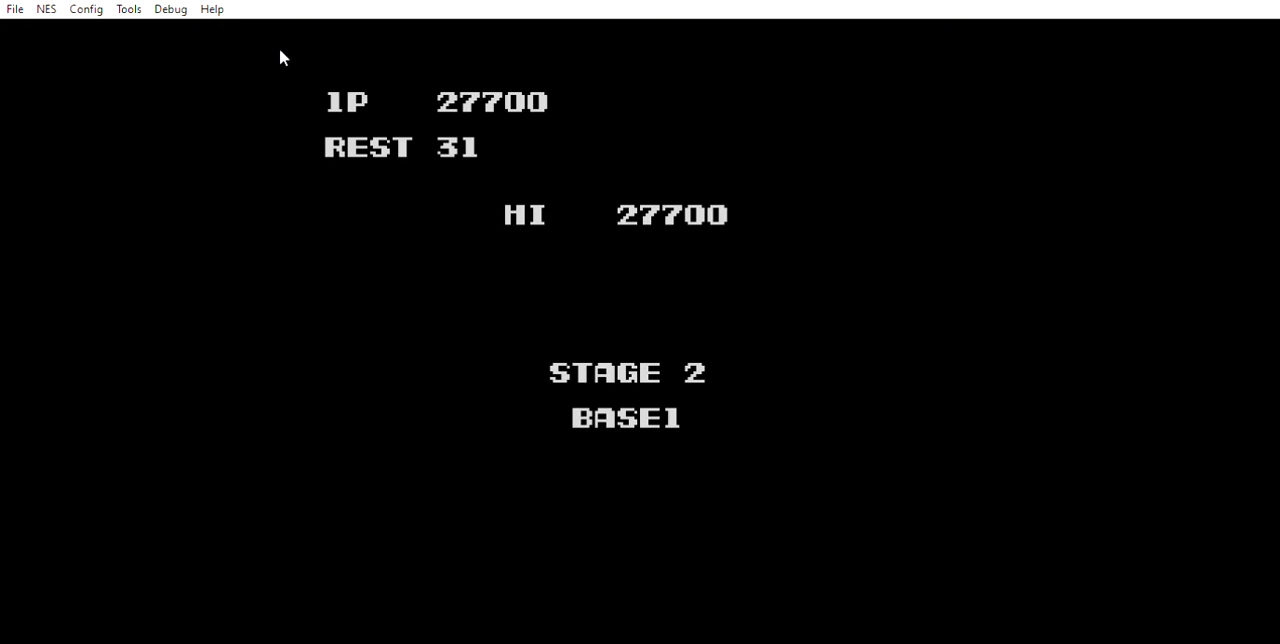 File NES Config Tools Debug Help
1P 27700
REST 31
HI 27700
STAGE 2
BASE1